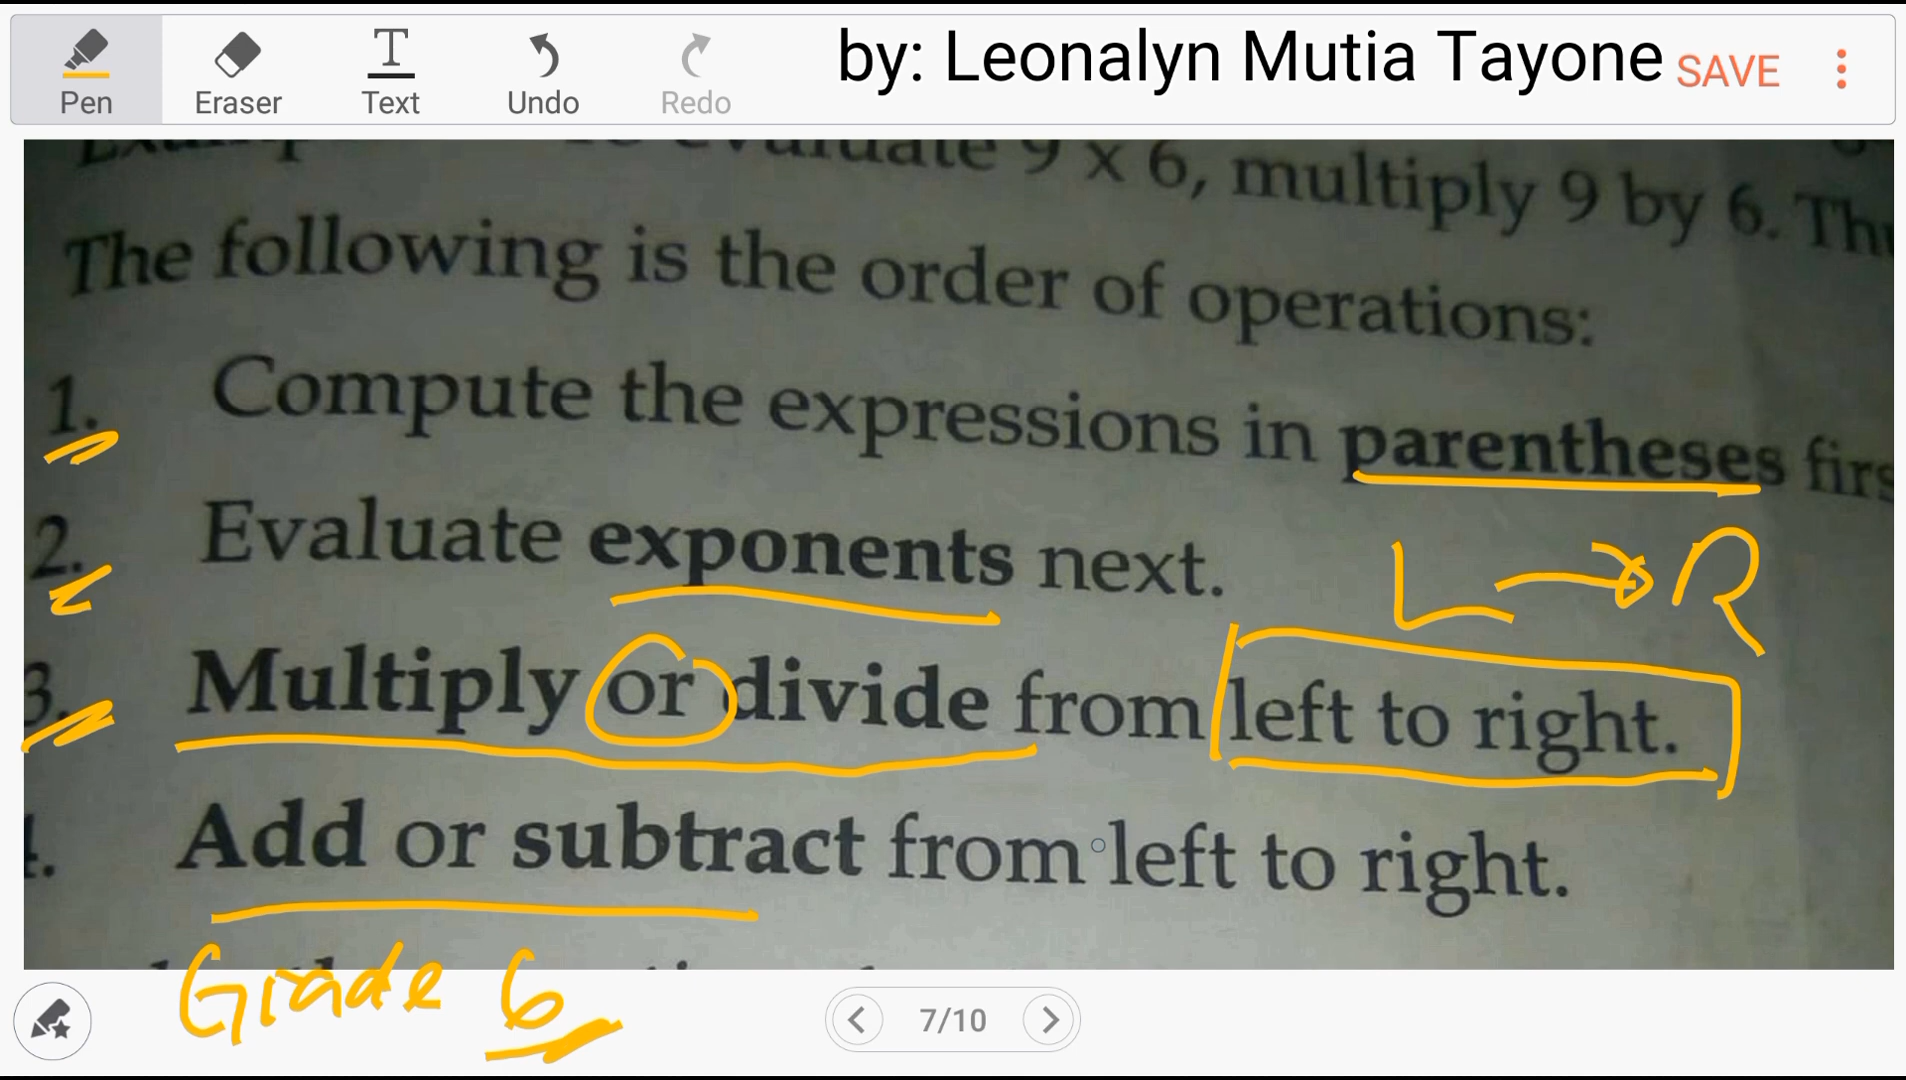 Pen Eraser Text Undo Redo by: Leonalyn Mutia Tayone SAVE
evaluate 9 x 6, multiply 9 by 6.
The following is the order of operations:
1. Compute the expressions in parentheses
2. Evaluate exponents next.
L → R
3. Multiply or divide from left to right.
Add or subtract from left to right.
Grade 6
7/10